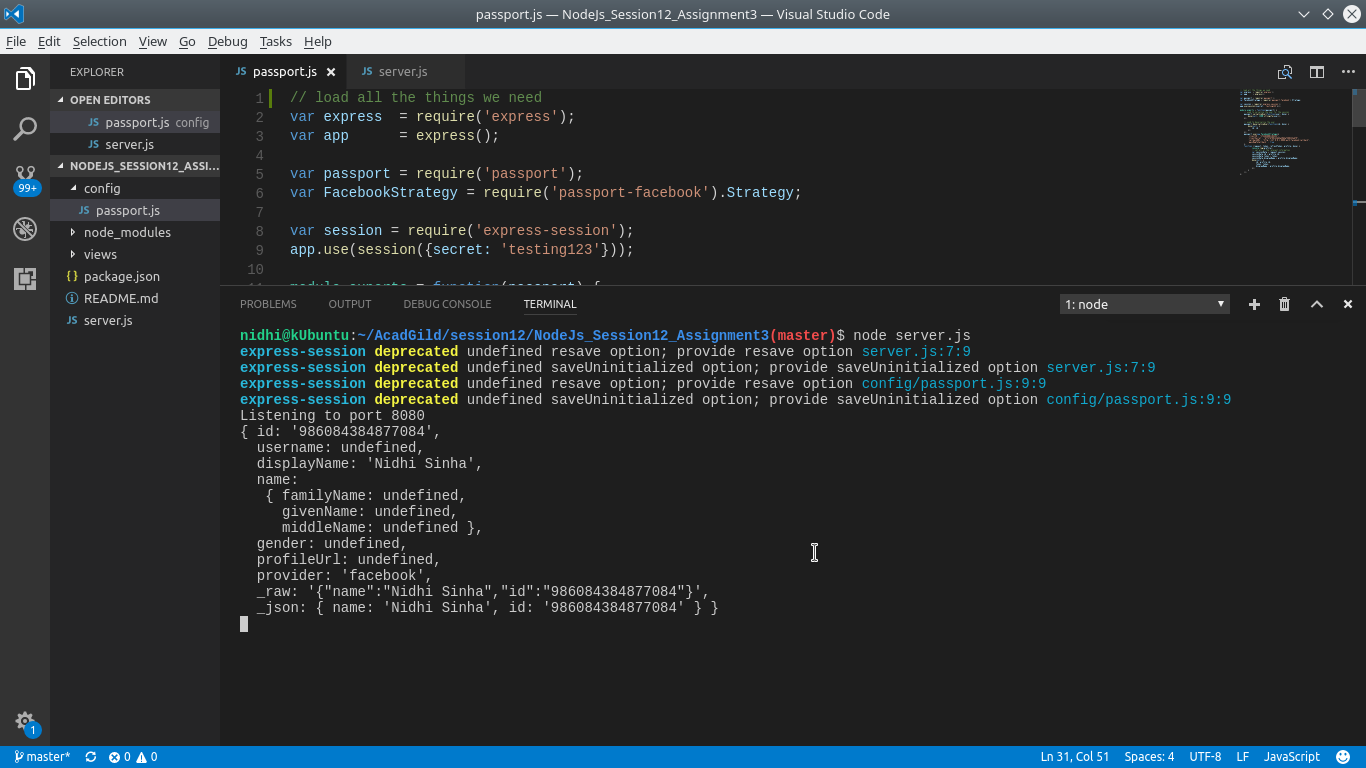 passport.js — NodeJs_Session12_Assignment3 — Visual Studio Code
File Edit Selection View Go Debug Tasks Help
EXPLORER
OPEN EDITORS
JS passport.js config
JS server.js
NODEJS_SESSION12_ASSI...
config
JS passport.js
node_modules
views
{} package.json
README.md
JS server.js
99+
1
JS passport.js
JS server.js
1 // load all the things we need
2 var express  = require('express');
3 var app      = express();
4
5 var passport = require('passport');
6 var FacebookStrategy = require('passport-facebook').Strategy;
7
8 var session = require('express-session');
9 app.use(session({secret: 'testing123'}));
10
11 module.exports = function(passport) {
PROBLEMS OUTPUT DEBUG CONSOLE TERMINAL
1: node
nidhi@kUbuntu:~/AcadGild/session12/NodeJs_Session12_Assignment3(master)$ node server.js
express-session deprecated undefined resave option; provide resave option server.js:7:9
express-session deprecated undefined saveUninitialized option; provide saveUninitialized option server.js:7:9
express-session deprecated undefined resave option; provide resave option config/passport.js:9:9
express-session deprecated undefined saveUninitialized option; provide saveUninitialized option config/passport.js:9:9
Listening to port 8080
{ id: '986084384877084',
  username: undefined,
  displayName: 'Nidhi Sinha',
  name:
   { familyName: undefined,
     givenName: undefined,
     middleName: undefined },
  gender: undefined,
  profileUrl: undefined,
  provider: 'facebook',
  _raw: '{"name":"Nidhi Sinha","id":"986084384877084"}',
  _json: { name: 'Nidhi Sinha', id: '986084384877084' } }
master* 0 0 Ln 31, Col 51 Spaces: 4 UTF-8 LF JavaScript